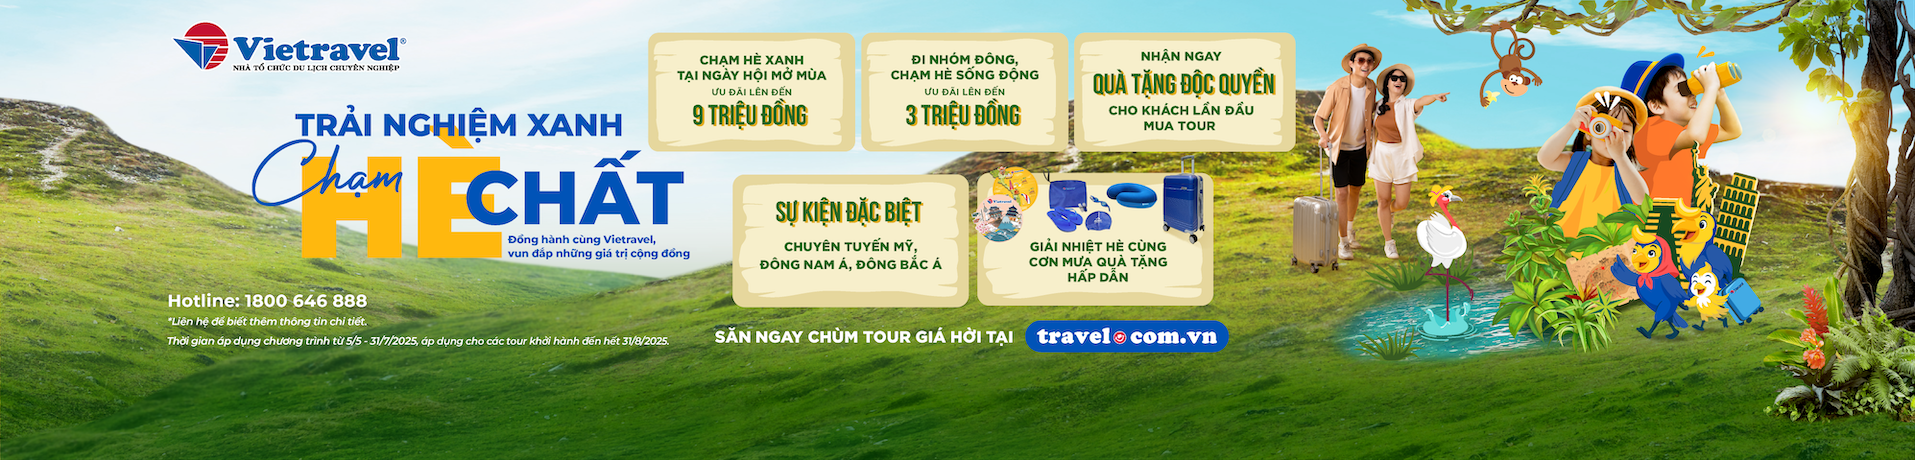 Vietravel®
NHÀ TỔ CHỨC DU LỊCH CHUYÊN NGHIỆP
TRẢI NGHIỆM XANH
Chạm
HÈ
CHẤT
Đồng hành cùng Vietravel,
vun đắp những giá trị cộng đồng
Hotline: 1800 646 888
*Liên hệ để biết thêm thông tin chi tiết.
Thời gian áp dụng chương trình từ 5/5 - 31/7/2025, áp dụng cho các tour khởi hành đến hết 31/8/2025.
CHẠM HÈ XANH
TẠI NGÀY HỘI MỞ MÙA
ƯU ĐÃI LÊN ĐẾN
9 TRIỆU ĐỒNG
ĐI NHÓM ĐÔNG,
CHẠM HÈ SỐNG ĐỘNG
ƯU ĐÃI LÊN ĐẾN
3 TRIỆU ĐỒNG
NHẬN NGAY
QUÀ TẶNG ĐỘC QUYỀN
CHO KHÁCH LẦN ĐẦU
MUA TOUR
SỰ KIỆN ĐẶC BIỆT
CHUYÊN TUYẾN MỸ,
ĐÔNG NAM Á, ĐÔNG BẮC Á
Vietravel
GIẢI NHIỆT HÈ CÙNG
CƠN MƯA QUÀ TẶNG
HẤP DẪN
SĂN NGAY CHÙM TOUR GIÁ HỜI TẠI
travel.com.vn